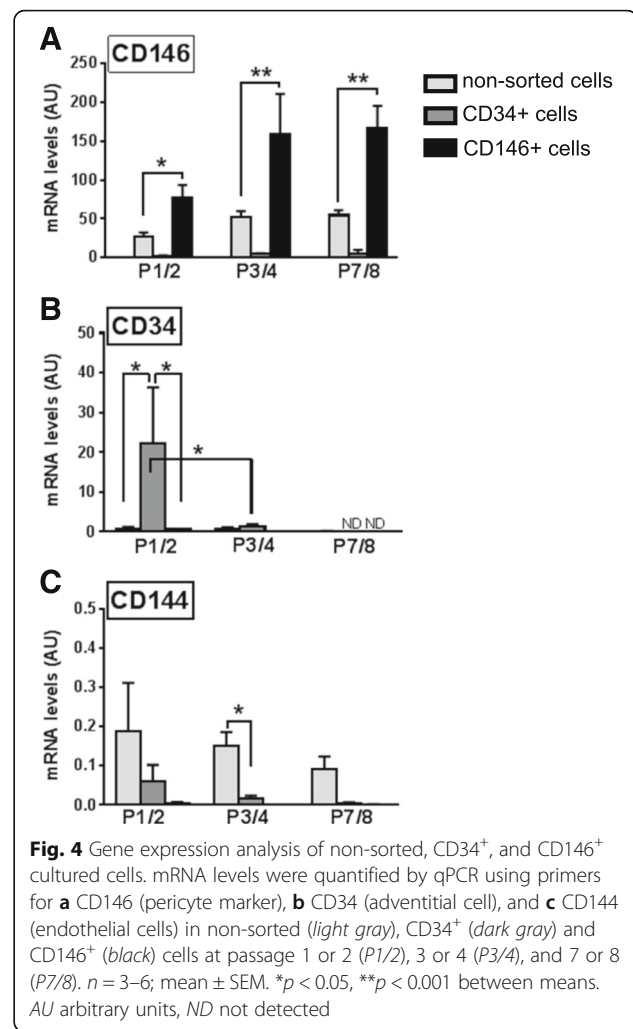 A
CD146
250
200
150
100
50
0
mRNA levels (AU)
*
**
**
P1/2 P3/4 P7/8
non-sorted cells
CD34+ cells
CD146+ cells
B
CD34
50
40
30
20
10
0
mRNA levels (AU)
* *
*
ND ND
P1/2 P3/4 P7/8
C
CD144
0.5
0.4
0.3
0.2
0.1
0.0
mRNA levels (AU)
*
P1/2 P3/4 P7/8
Fig. 4 Gene expression analysis of non-sorted, CD34⁺, and CD146⁺
cultured cells. mRNA levels were quantified by qPCR using primers
for a CD146 (pericyte marker), b CD34 (adventitial cell), and c CD144
(endothelial cells) in non-sorted (light gray), CD34⁺ (dark gray) and
CD146⁺ (black) cells at passage 1 or 2 (P1/2), 3 or 4 (P3/4), and 7 or 8
(P7/8). n = 3–6; mean ± SEM. *p < 0.05, **p < 0.001 between means.
AU arbitrary units, ND not detected